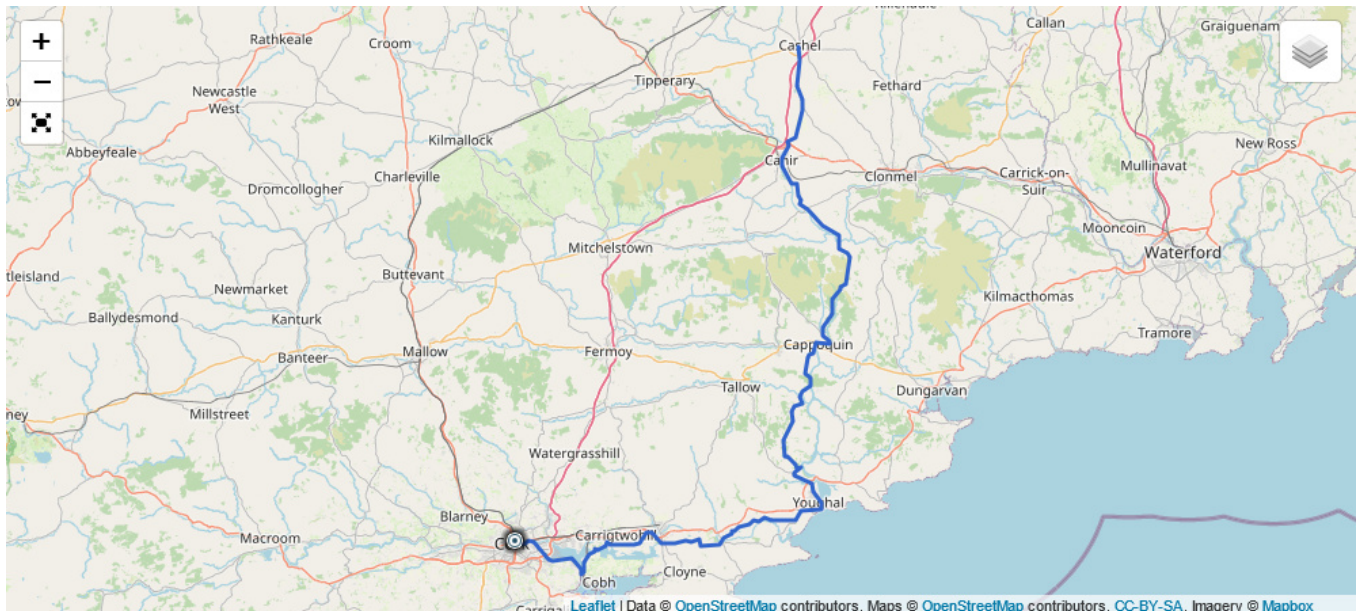 Killenaule
Callan
Graiguenam
+
Rathkeale
Croom
Cashel
−
Tipperary
Fethard
Newcastle
West
Kilmallock
New Ross
Abbeyfeale
Charleville
Cahir
Clonmel
Carrick-on-
Suir
Mullinavat
Dromcollogher
Mooncoin
Mitchelstown
Waterford
tleisland
Buttevant
Newmarket
Kilmacthomas
Ballydesmond
Kanturk
Tramore
Banteer
Mallow
Fermoy
Cappoquin
Tallow
Dungarvan
ney
Millstreet
Watergrasshill
Youghal
Blarney
Macroom
Carrigtwohill
Cloyne
Cobh
Carriga
Leaflet | Data © OpenStreetMap contributors, Maps © OpenStreetMap contributors, CC-BY-SA, Imagery © Mapbox